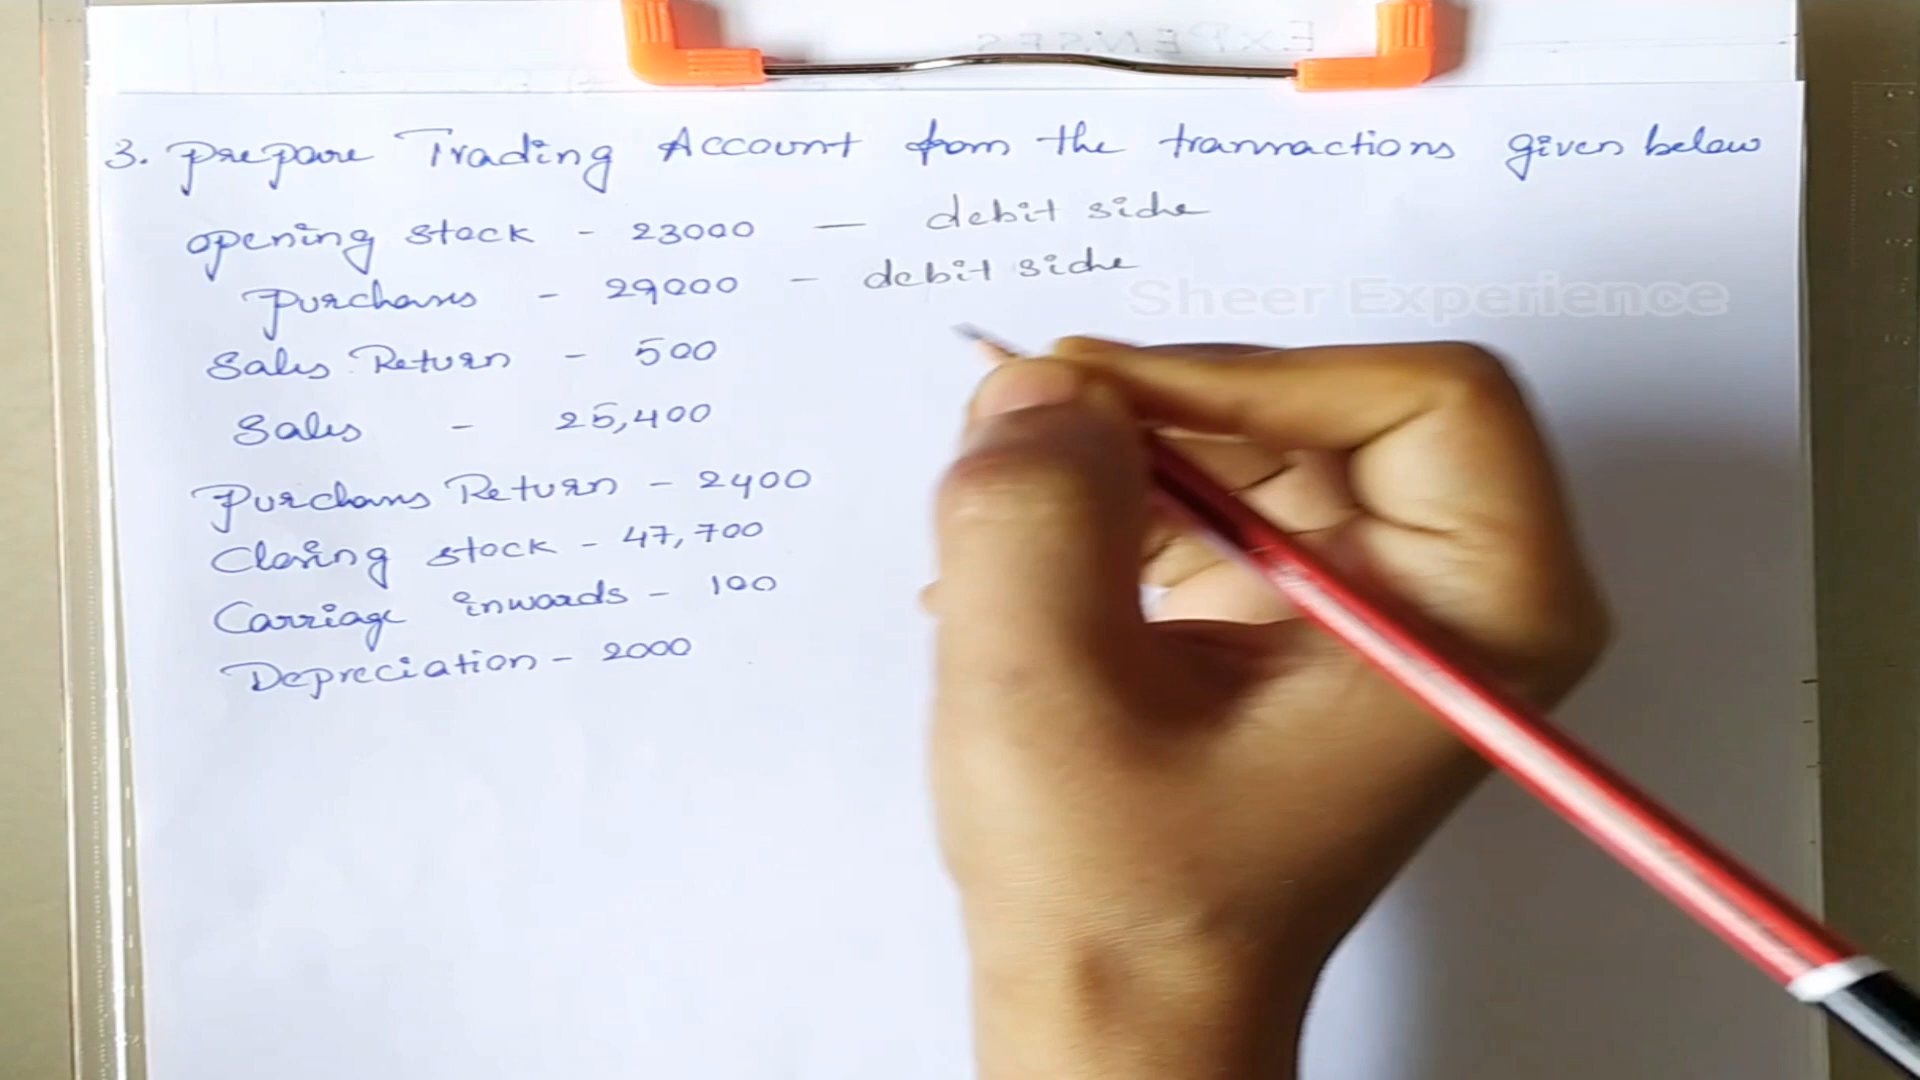 EXPENSES
3. Prepare Trading Account from the transactions given below
opening stock - 23000 — debit side
Purchases - 29000 - debit side
Sheer Experience
Sales Return - 500
Sales - 25,400
Purchases Return - 2400
Closing stock - 47,700
Carriage inwards - 100
Depreciation - 2000